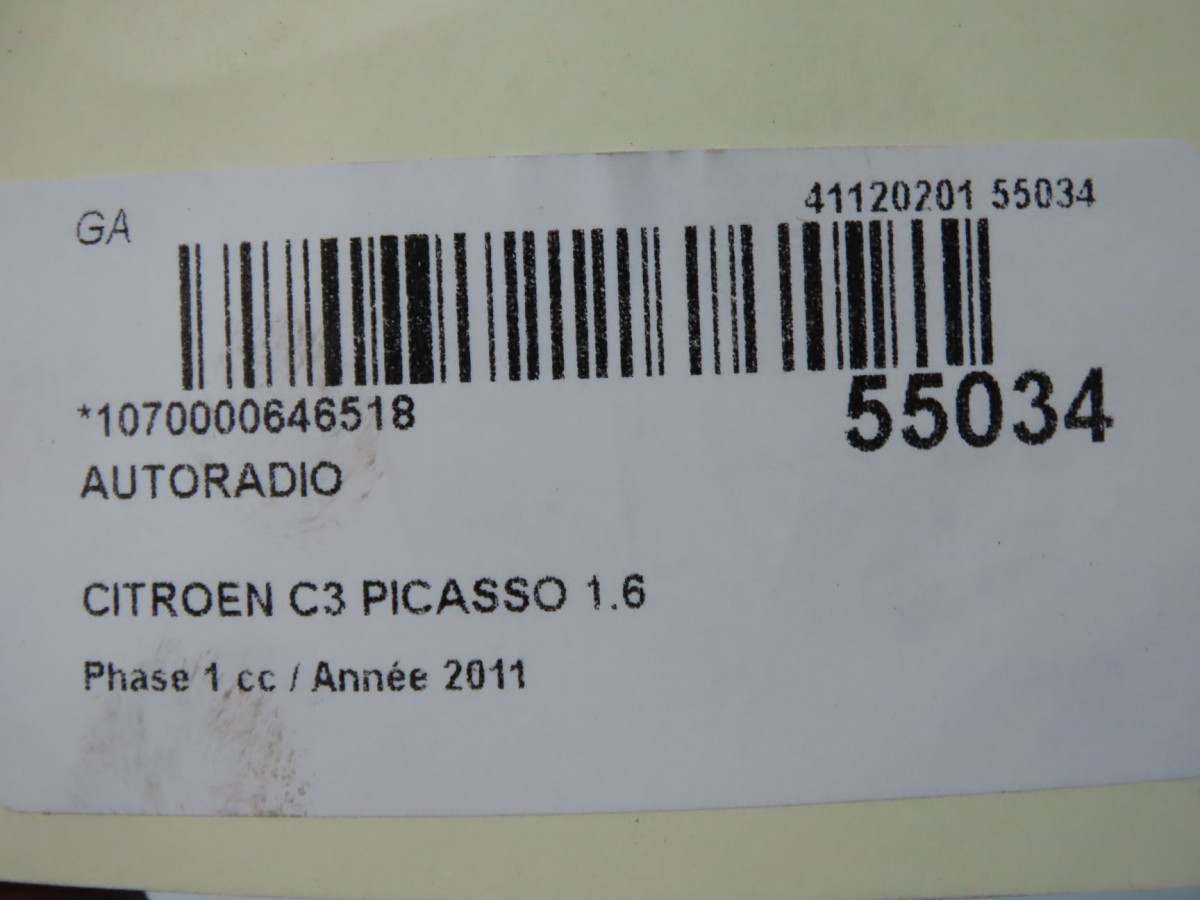 GA
41120201 55034
*1070000646518
55034
AUTORADIO
CITROEN C3 PICASSO 1.6
Phase 1 cc / Année 2011